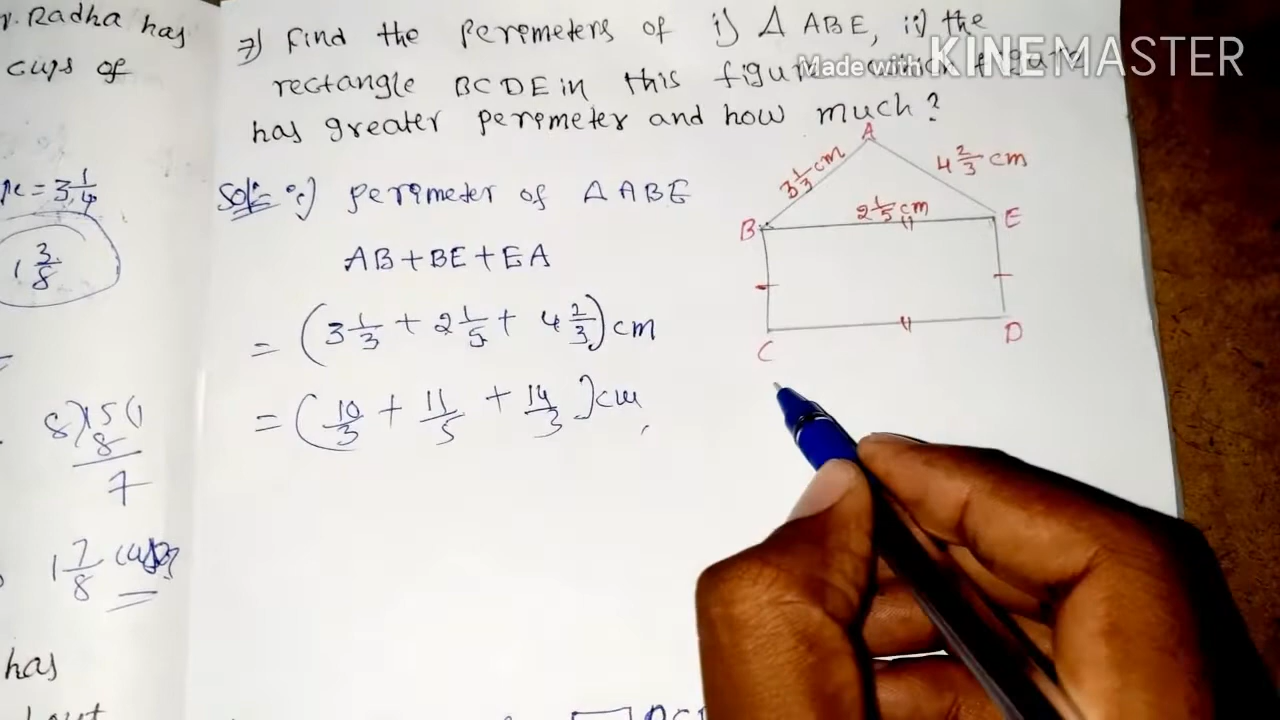 r. Radha has
cups of
= 3 1/4
1 3/8
8)15(1
8
7
1 7/8 cups
has
7) Find the perimeters of i) △ ABE, ii) the
rectangle BCDE in this figure
has greater perimeter and how much?
Made with KINEMASTER
Sol:- i) perimeter of △ ABE
AB + BE + EA
= (3 1/3 + 2 1/5 + 4 2/3) cm
= (10/3 + 11/5 + 14/3) cm
A
3 1/3 cm
4 2/3 cm
2 1/5 cm
B
E
C
D